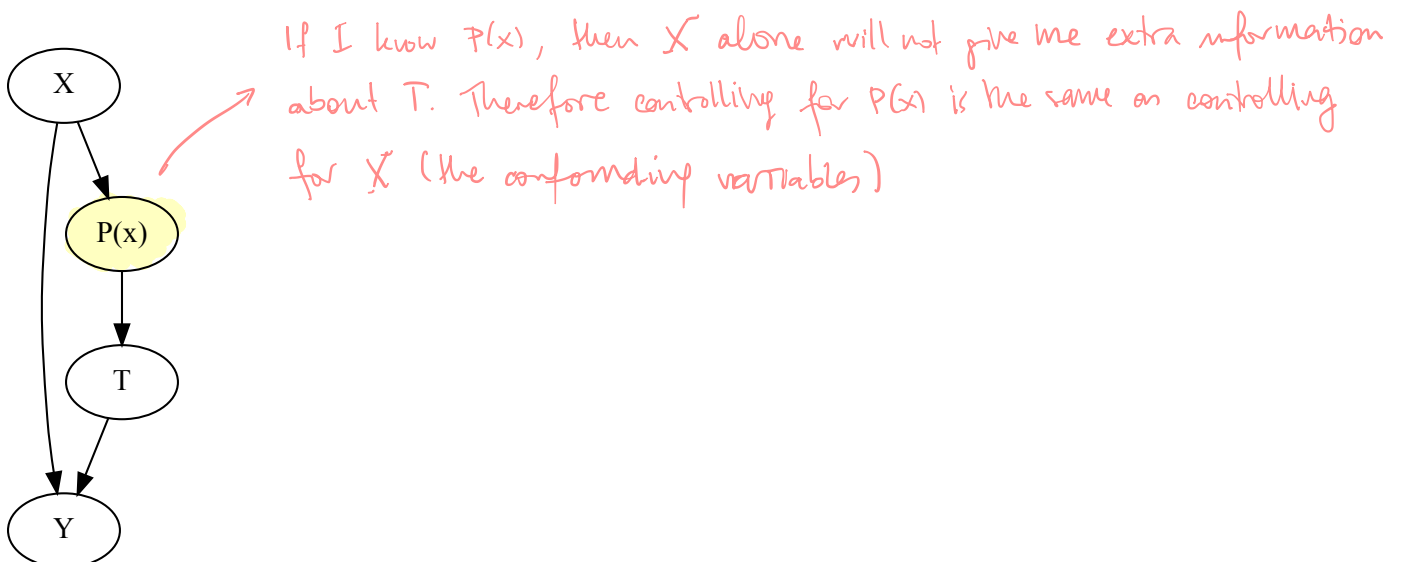 If I know P(x), then X alone will not give me extra information
X
about T. Therefore controlling for P(x) is the same as controlling
for X (the confounding variables)
P(x)
T
Y